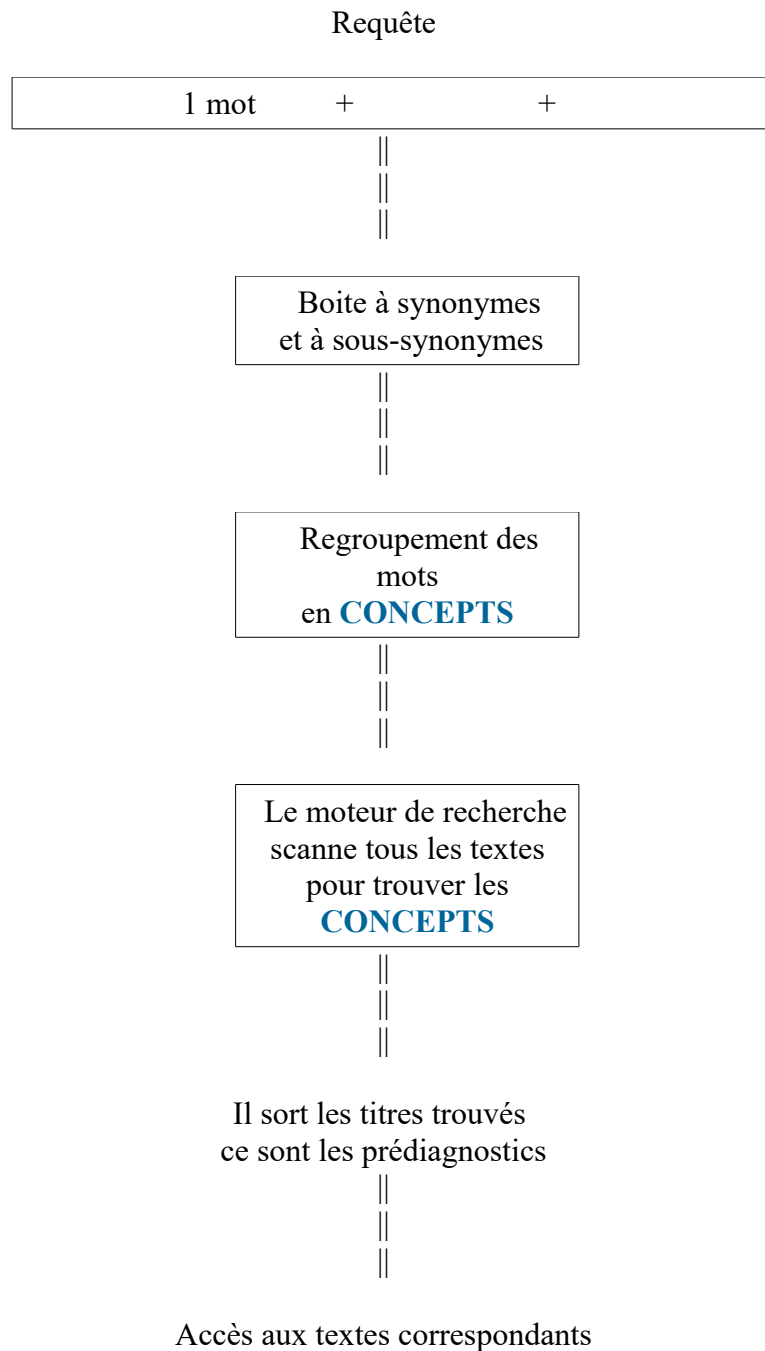 Requête
1 mot + +
||
||
||
Boite à synonymes
et à sous-synonymes
||
||
||
Regroupement des
mots
en CONCEPTS
||
||
||
Le moteur de recherche
scanne tous les textes
pour trouver les
CONCEPTS
||
||
||
Il sort les titres trouvés
ce sont les prédiagnostics
||
||
||
Accès aux textes correspondants